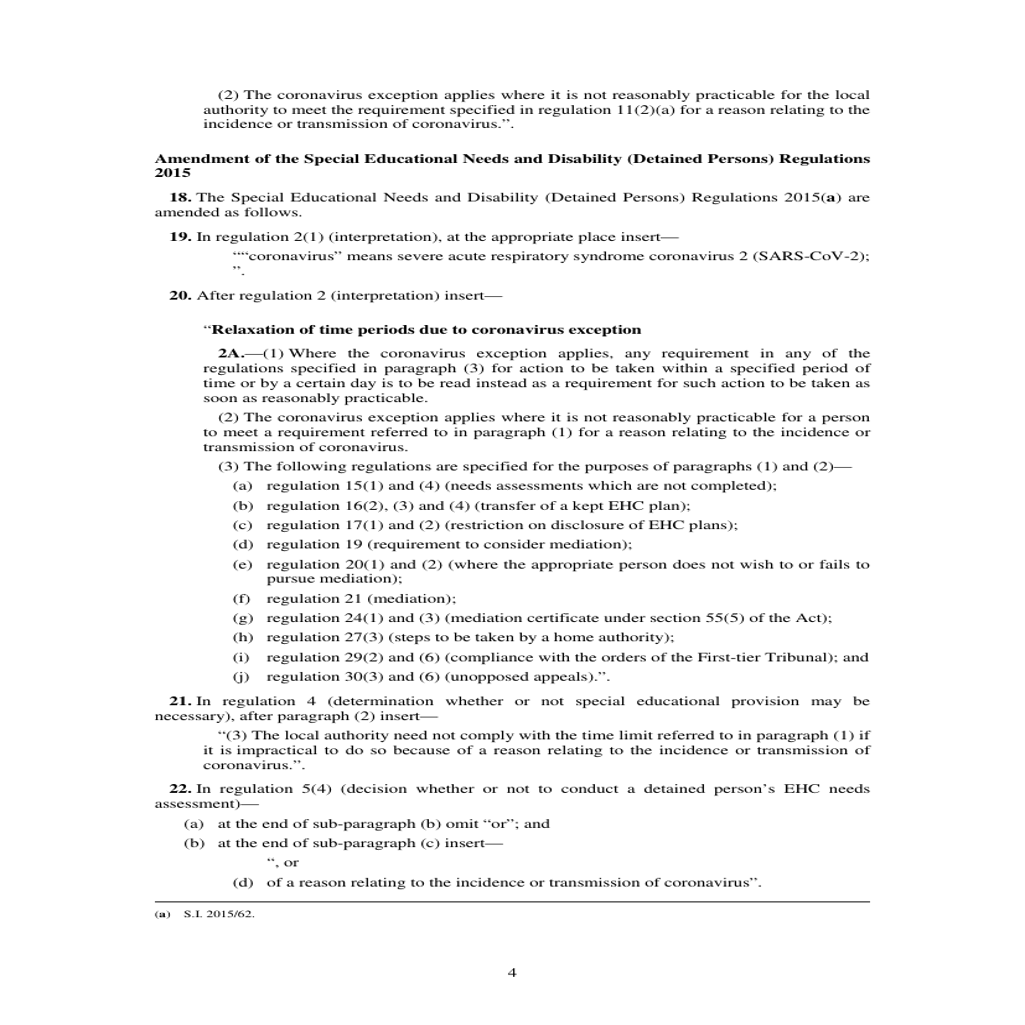 (2) The coronavirus exception applies where it is not reasonably practicable for the local
authority to meet the requirement specified in regulation 11(2)(a) for a reason relating to the
incidence or transmission of coronavirus.”.
Amendment of the Special Educational Needs and Disability (Detained Persons) Regulations
2015
18. The Special Educational Needs and Disability (Detained Persons) Regulations 2015(a) are
amended as follows.
19. In regulation 2(1) (interpretation), at the appropriate place insert—
““coronavirus” means severe acute respiratory syndrome coronavirus 2 (SARS-CoV-2);
”.
20. After regulation 2 (interpretation) insert—
“Relaxation of time periods due to coronavirus exception
2A.—(1) Where the coronavirus exception applies, any requirement in any of the
regulations specified in paragraph (3) for action to be taken within a specified period of
time or by a certain day is to be read instead as a requirement for such action to be taken as
soon as reasonably practicable.
(2) The coronavirus exception applies where it is not reasonably practicable for a person
to meet a requirement referred to in paragraph (1) for a reason relating to the incidence or
transmission of coronavirus.
(3) The following regulations are specified for the purposes of paragraphs (1) and (2)—
(a) regulation 15(1) and (4) (needs assessments which are not completed);
(b) regulation 16(2), (3) and (4) (transfer of a kept EHC plan);
(c) regulation 17(1) and (2) (restriction on disclosure of EHC plans);
(d) regulation 19 (requirement to consider mediation);
(e) regulation 20(1) and (2) (where the appropriate person does not wish to or fails to
pursue mediation);
(f) regulation 21 (mediation);
(g) regulation 24(1) and (3) (mediation certificate under section 55(5) of the Act);
(h) regulation 27(3) (steps to be taken by a home authority);
(i) regulation 29(2) and (6) (compliance with the orders of the First-tier Tribunal); and
(j) regulation 30(3) and (6) (unopposed appeals).”.
21. In regulation 4 (determination whether or not special educational provision may be
necessary), after paragraph (2) insert—
“(3) The local authority need not comply with the time limit referred to in paragraph (1) if
it is impractical to do so because of a reason relating to the incidence or transmission of
coronavirus.”.
22. In regulation 5(4) (decision whether or not to conduct a detained person’s EHC needs
assessment)—
(a) at the end of sub-paragraph (b) omit “or”; and
(b) at the end of sub-paragraph (c) insert—
“, or
(d) of a reason relating to the incidence or transmission of coronavirus”.
(a) S.I. 2015/62.
4